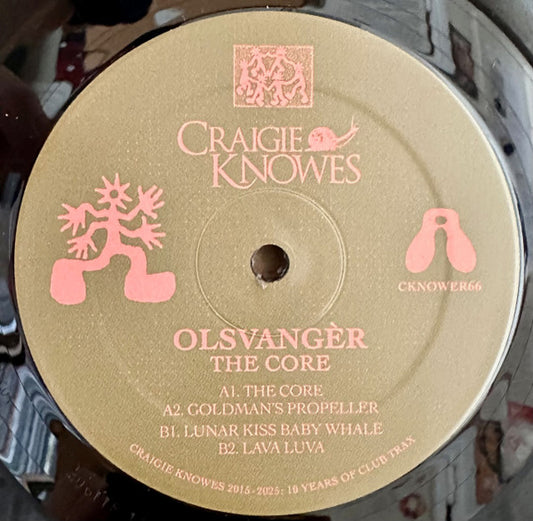 CRAIGIE
KNOWES
CKNOWER66
OLSVANGÈR
THE CORE
A1. THE CORE
A2. GOLDMAN'S PROPELLER
B1. LUNAR KISS BABY WHALE
B2. LAVA LUVA
CRAIGIE KNOWES 2015-2025: 10 YEARS OF CLUB TRAX